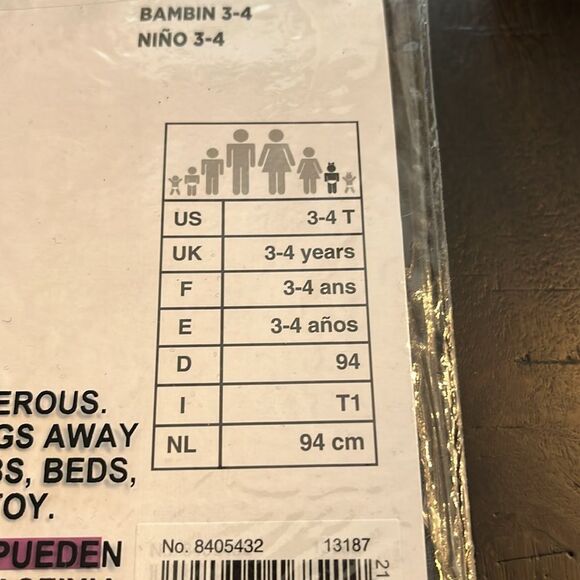 BAMBIN 3-4
NIÑO 3-4
US 3-4 T
UK 3-4 years
F 3-4 ans
E 3-4 años
D 94
I T1
NL 94 cm
EROUS.
GS AWAY
BS, BEDS,
TOY.
PUEDEN
No. 8405432 13187
21